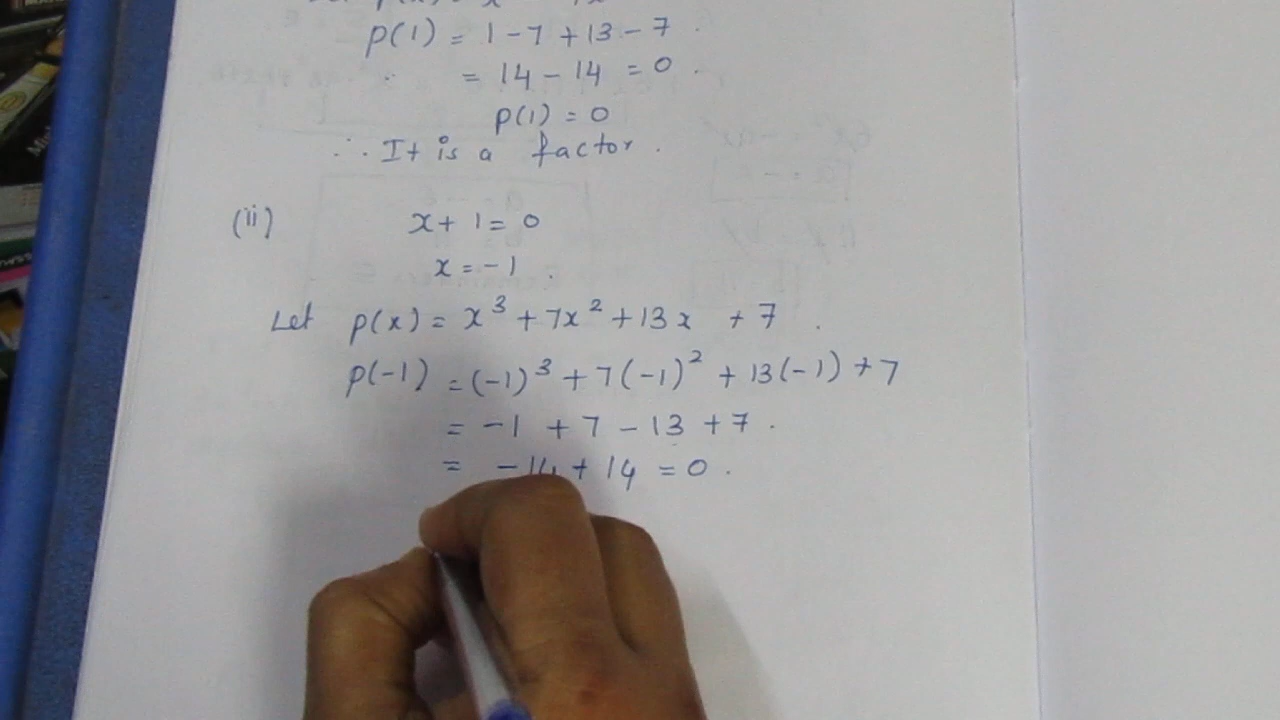 p(1) = 1 - 7 + 13 - 7 .
= 14 - 14 = 0 .
p(1) = 0
∴ It is a factor .
(ii) x + 1 = 0
x = -1 .
Let p(x) = x³ + 7x² + 13x + 7 .
p(-1) = (-1)³ + 7(-1)² + 13(-1) + 7
= -1 + 7 - 13 + 7 .
= -14 + 14 = 0 .